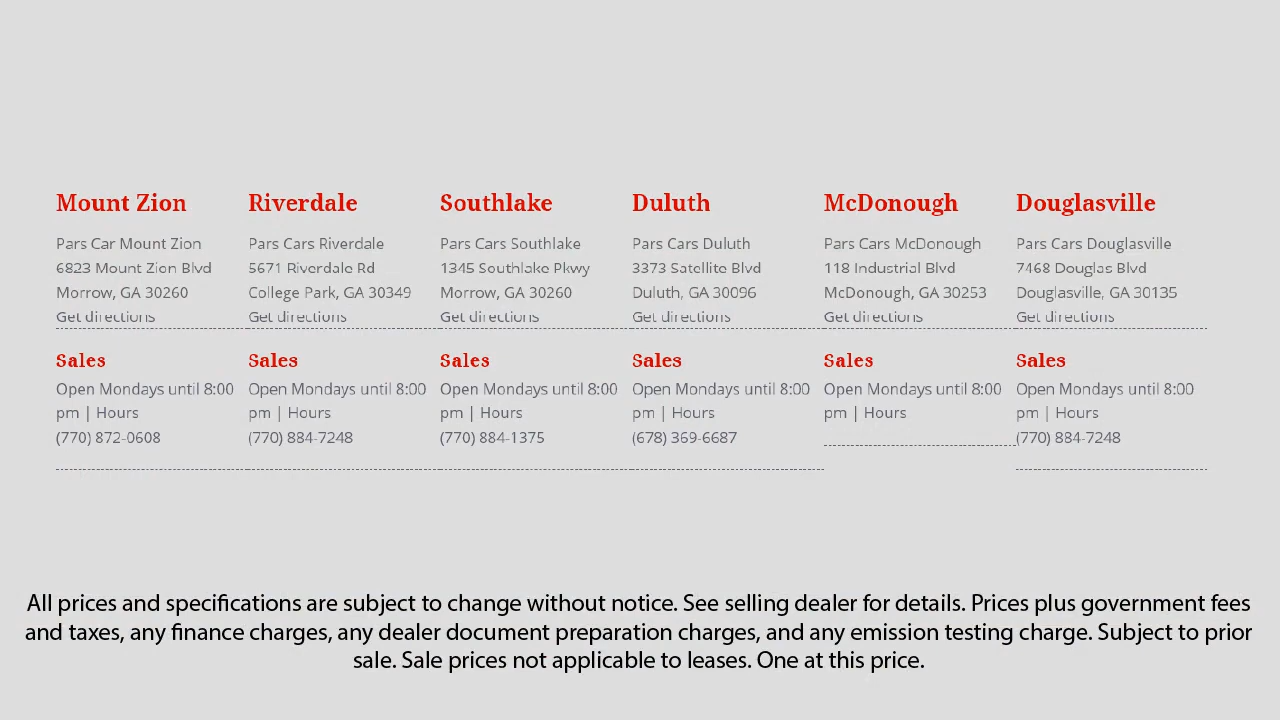 Mount Zion
Pars Car Mount Zion
6823 Mount Zion Blvd
Morrow, GA 30260
Get directions
Sales
Open Mondays until 8:00
pm | Hours
(770) 872-0608
Riverdale
Pars Cars Riverdale
5671 Riverdale Rd
College Park, GA 30349
Get directions
Sales
Open Mondays until 8:00
pm | Hours
(770) 884-7248
Southlake
Pars Cars Southlake
1345 Southlake Pkwy
Morrow, GA 30260
Get directions
Sales
Open Mondays until 8:00
pm | Hours
(770) 884-1375
Duluth
Pars Cars Duluth
3373 Satellite Blvd
Duluth, GA 30096
Get directions
Sales
Open Mondays until 8:00
pm | Hours
(678) 369-6687
McDonough
Pars Cars McDonough
118 Industrial Blvd
McDonough, GA 30253
Get directions
Sales
Open Mondays until 8:00
pm | Hours
Douglasville
Pars Cars Douglasville
7468 Douglas Blvd
Douglasville, GA 30135
Get directions
Sales
Open Mondays until 8:00
pm | Hours
(770) 884-7248
All prices and specifications are subject to change without notice. See selling dealer for details. Prices plus government fees
and taxes, any finance charges, any dealer document preparation charges, and any emission testing charge. Subject to prior
sale. Sale prices not applicable to leases. One at this price.